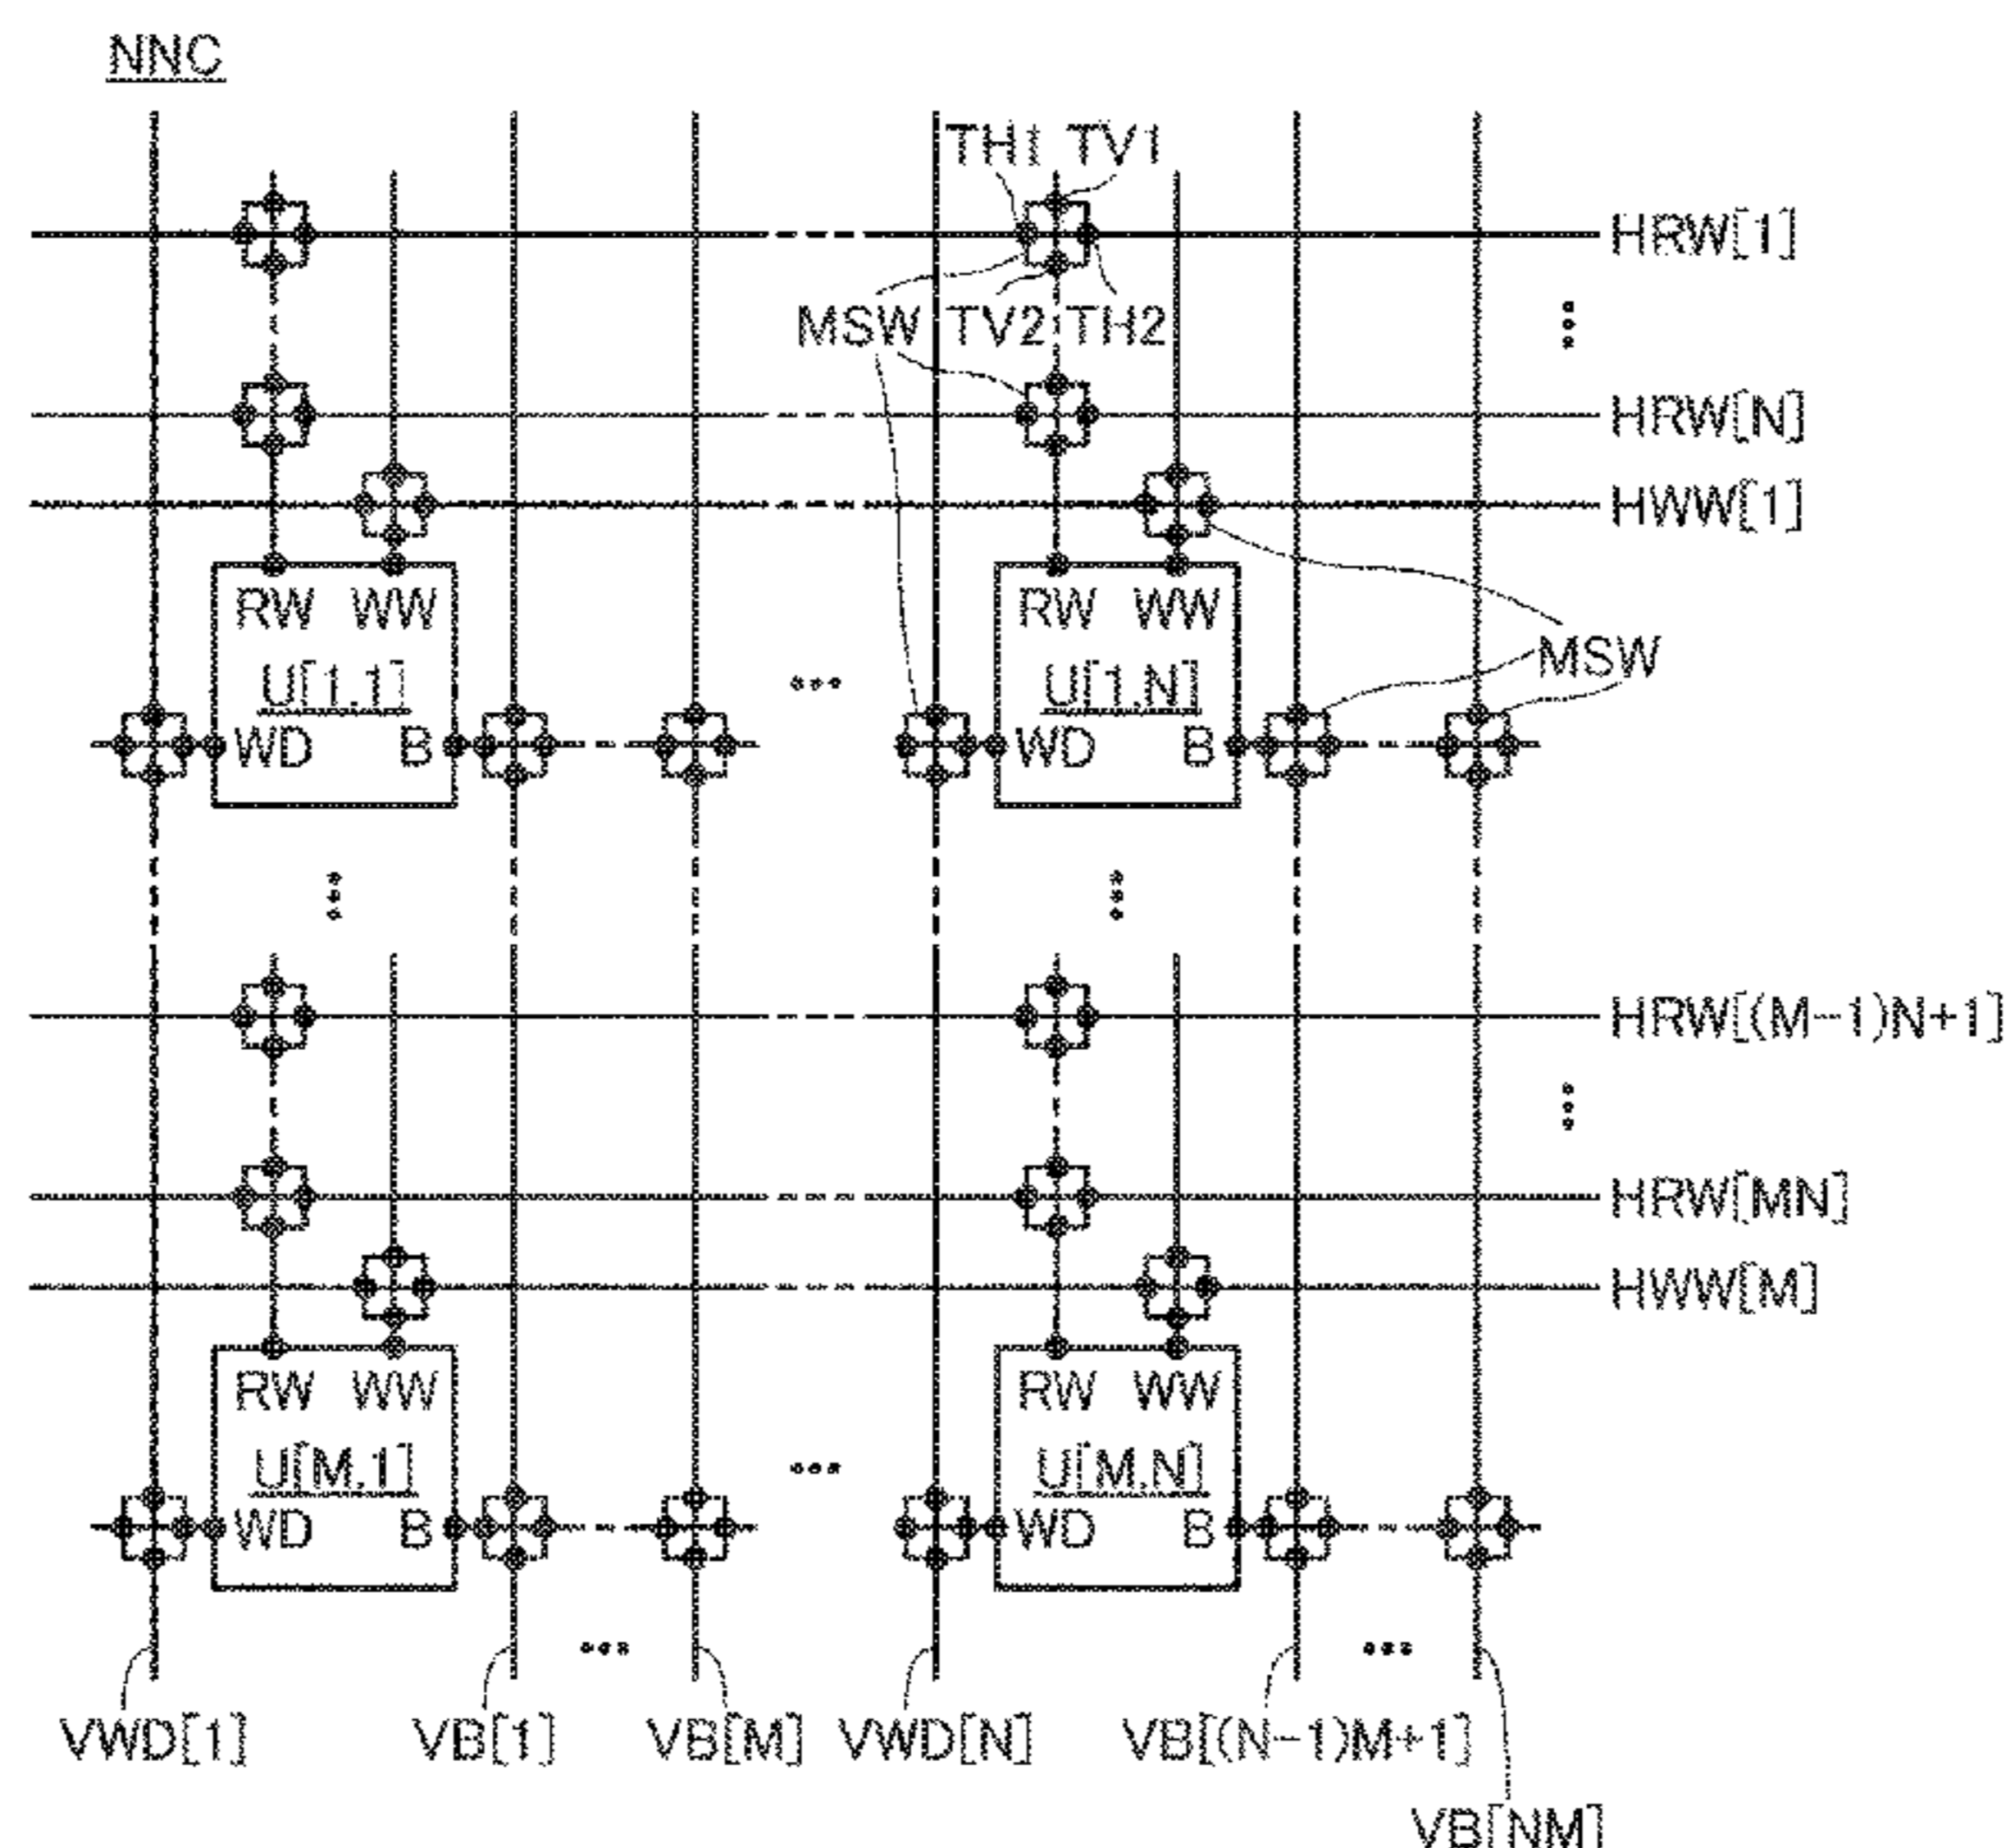 NNC
TH1 TV1
HRW[1]
MSW TV2 TH2
HRW[N]
HWW[1]
RW WW
RW WW
MSW
U[1,1]
U[1,N]
WD B
WD B
HRW[(M-1)N+1]
HRW[MN]
HWW[M]
RW WW
RW WW
U[M,1]
U[M,N]
WD B
WD B
VWD[1]
VB[1]
VB[M]
VWD[N]
VB[(N-1)M+1]
VB[NM]